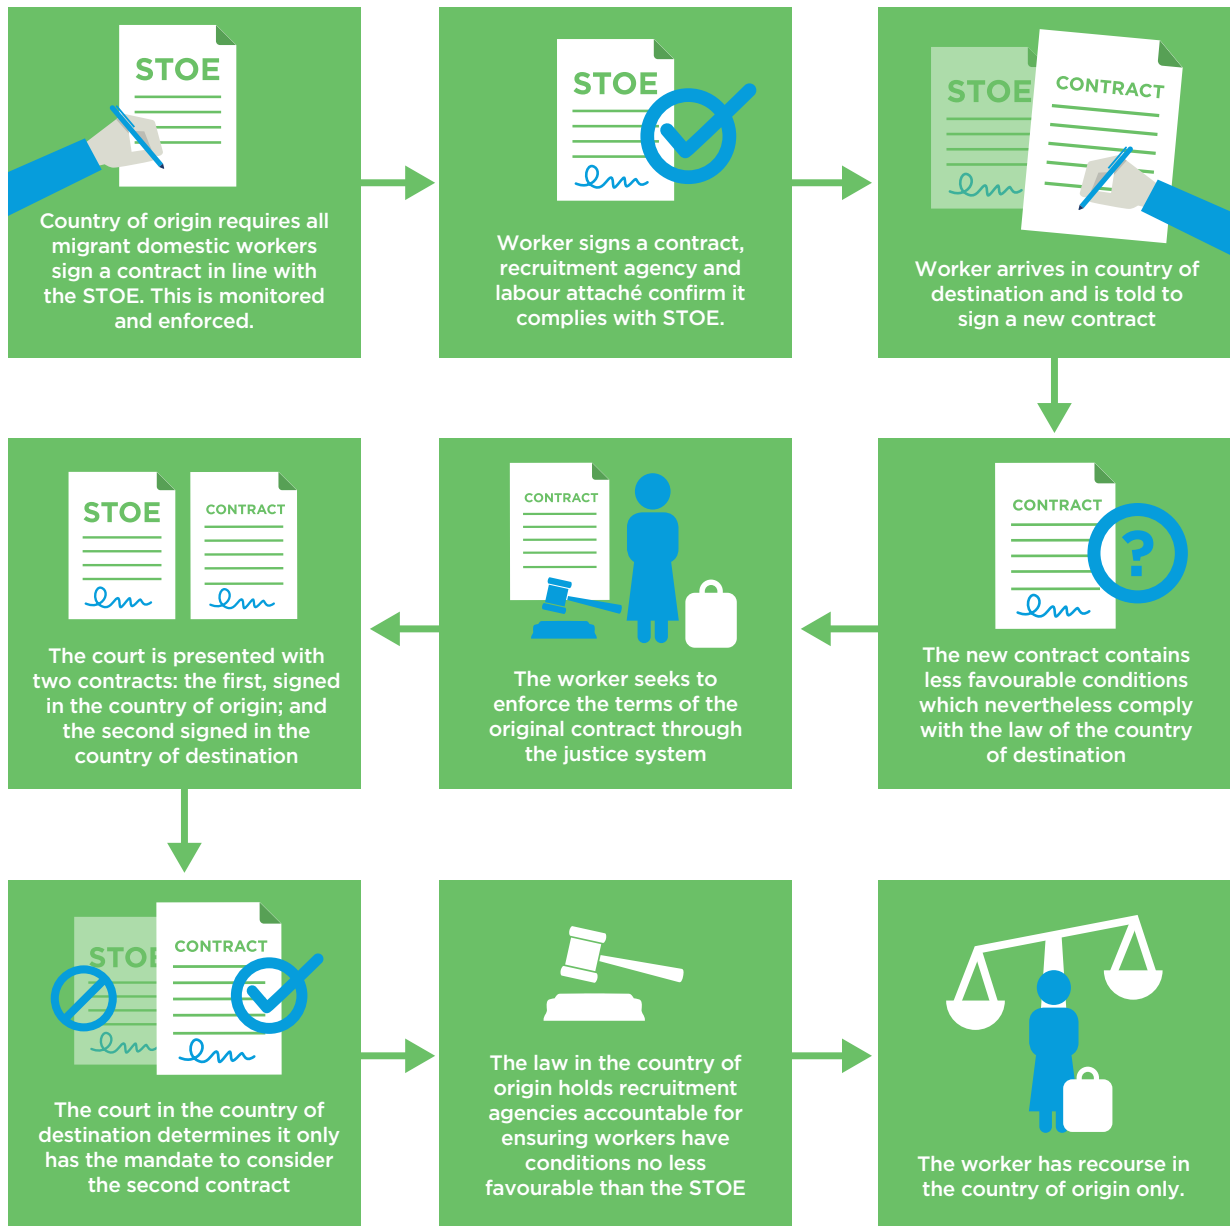 STOE
Country of origin requires all
migrant domestic workers
sign a contract in line with
the STOE. This is monitored
and enforced.
STOE
Worker signs a contract,
recruitment agency and
labour attaché confirm it
complies with STOE.
STOE
CONTRACT
Worker arrives in country of
destination and is told to
sign a new contract
CONTRACT
?
The new contract contains
less favourable conditions
which nevertheless comply
with the law of the country
of destination
CONTRACT
The worker seeks to
enforce the terms of the
original contract through
the justice system
STOE
CONTRACT
The court is presented with
two contracts: the first, signed
in the country of origin; and
the second signed in the
country of destination
STOE
CONTRACT
The court in the country of
destination determines it only
has the mandate to consider
the second contract
The law in the country of
origin holds recruitment
agencies accountable for
ensuring workers have
conditions no less
favourable than the STOE
The worker has recourse in
the country of origin only.